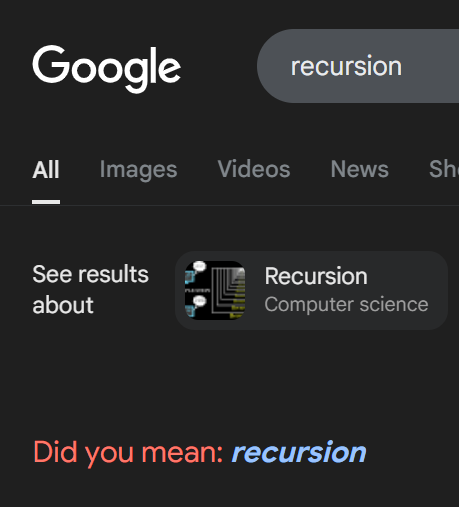 Google
recursion
All Images Videos News Sh
See results
about
Recursion
Computer science
Did you mean: recursion